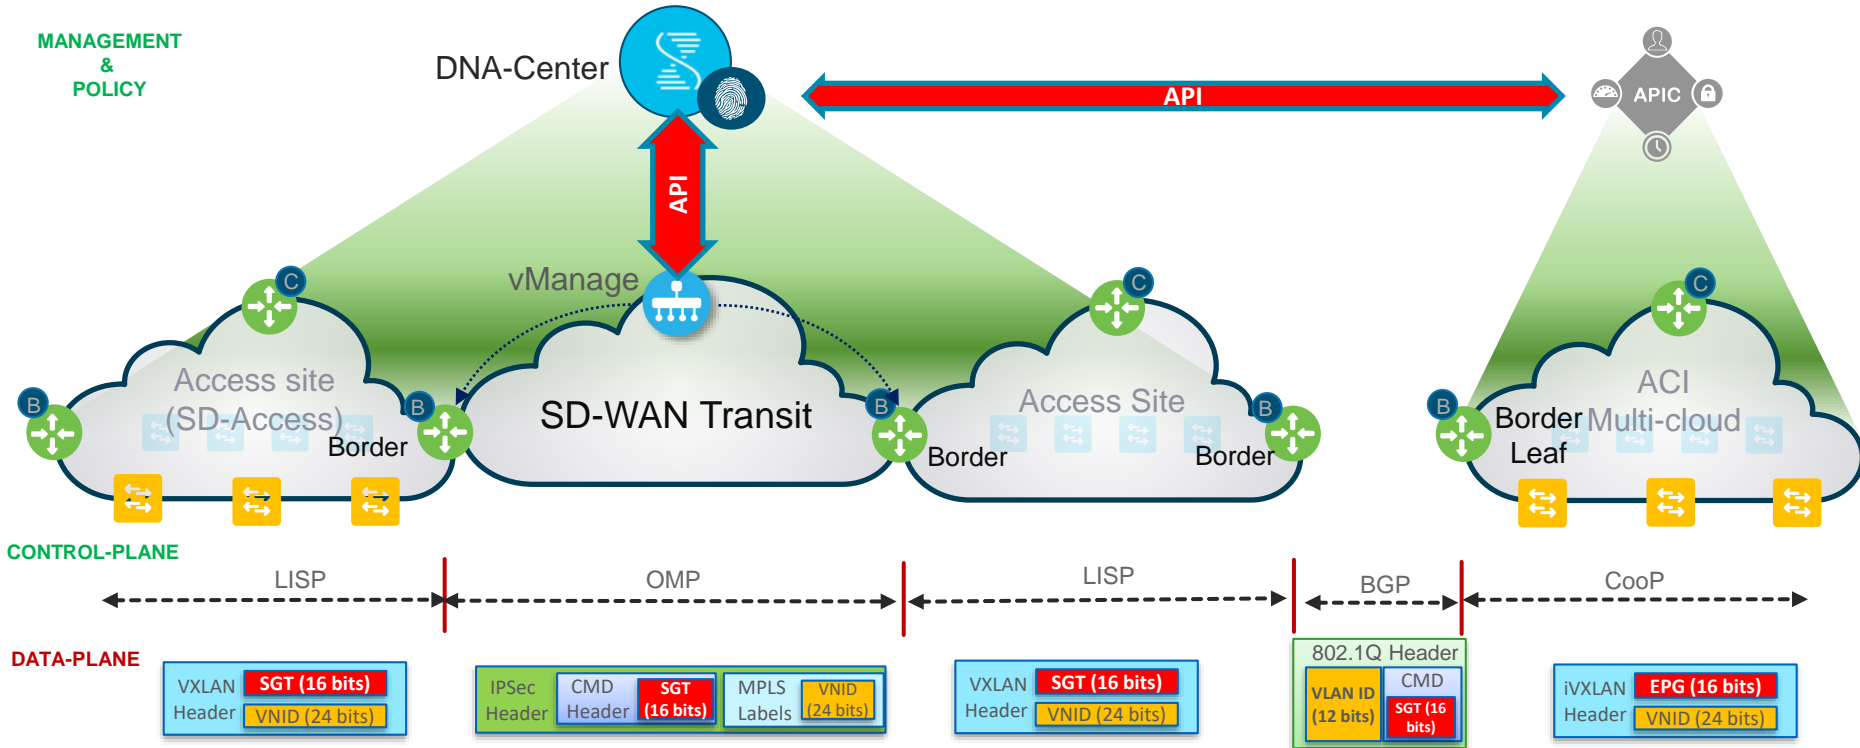 MANAGEMENT
&
POLICY
DNA-Center
API
APIC
API
vManage
C
C
C
Access site
(SD-Access)
B
B
Border
SD-WAN Transit
B
Border
Access Site
B
Border
B
Border
Leaf
ACI
Multi-cloud
CONTROL-PLANE
LISP
OMP
LISP
BGP
CooP
DATA-PLANE
VXLAN
Header
SGT (16 bits)
VNID (24 bits)
IPSec
Header
CMD
Header
SGT
(16 bits)
MPLS
Labels
VNID
(24 bits)
VXLAN
Header
SGT (16 bits)
VNID (24 bits)
802.1Q Header
VLAN ID
(12 bits)
CMD
SGT (16
bits)
iVXLAN
Header
EPG (16 bits)
VNID (24 bits)